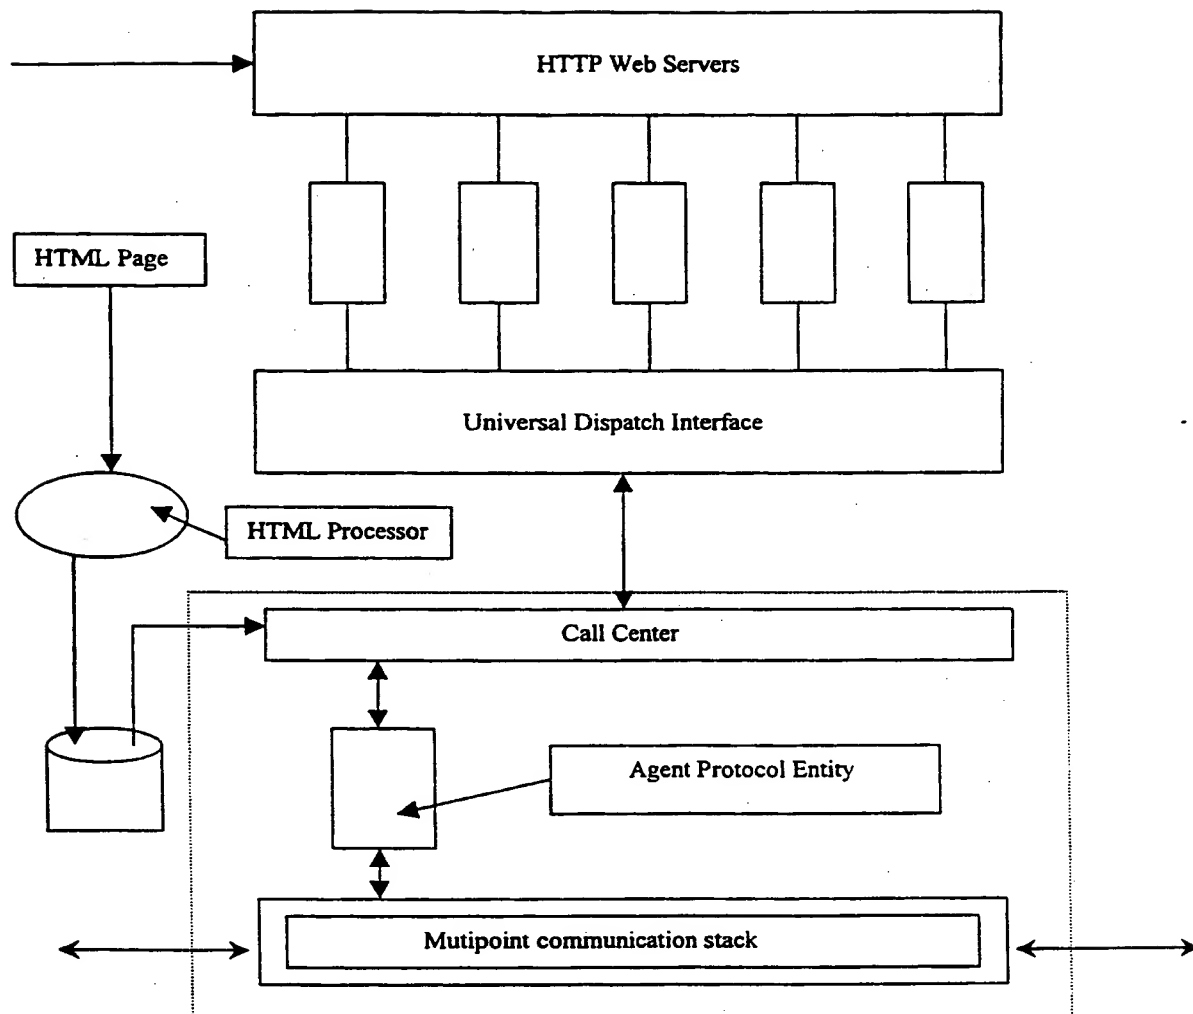 HTTP Web Servers
HTML Page
Universal Dispatch Interface
HTML Processor
Call Center
Agent Protocol Entity
Mutipoint communication stack